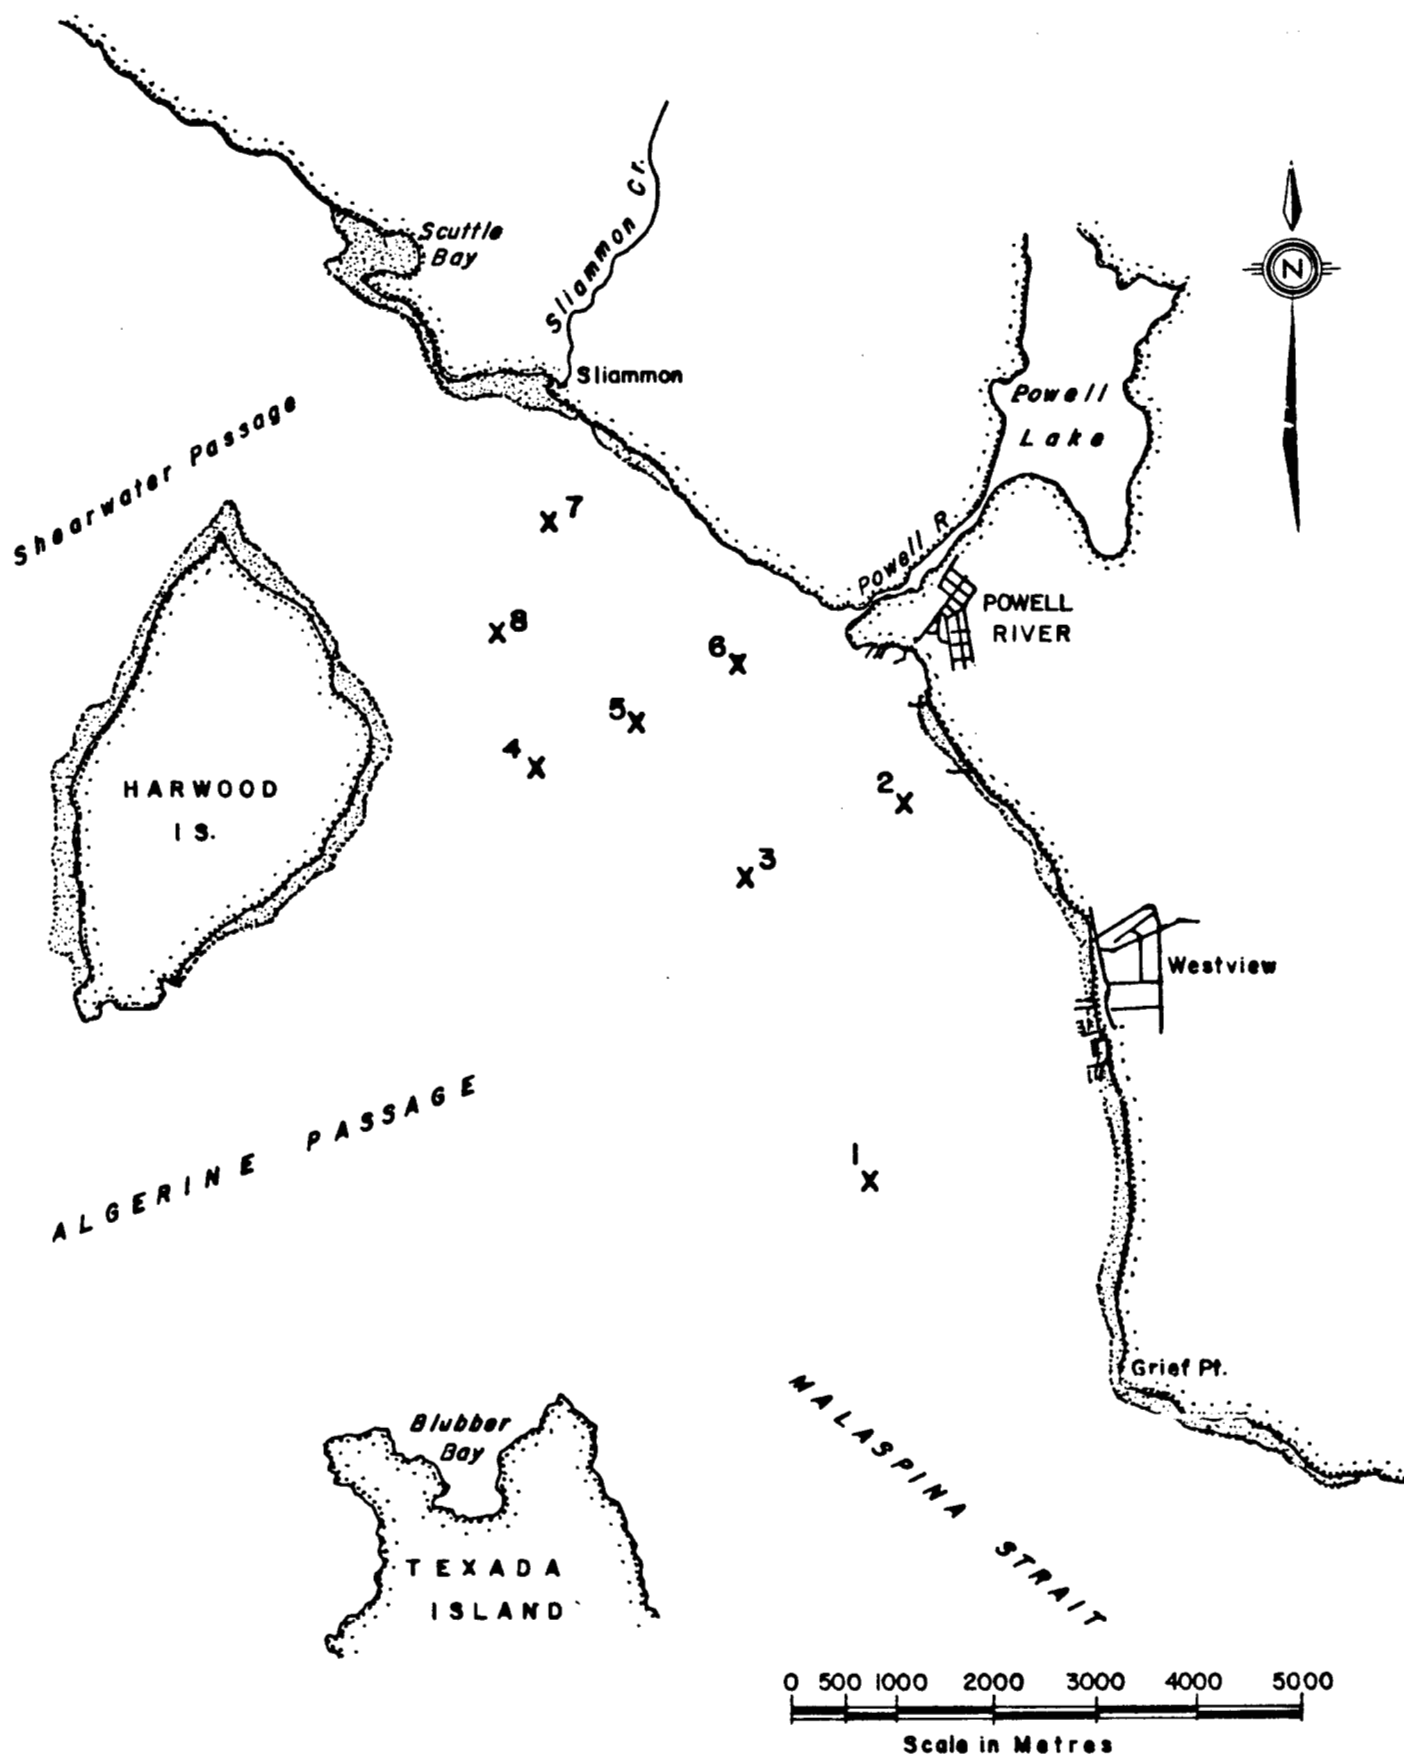 Scuttle
Bay
Sliammon Cr.
Sliammon
N
Powell
Lake
Shearwater Passage
7
Powell R.
POWELL
RIVER
8
6
5
4
HARWOOD
IS.
2
3
Westview
ALGERINE PASSAGE
1
Grief Pt.
MALASPINA STRAIT
Blubber
Bay
TEXADA
ISLAND
0 500 1000 2000 3000 4000 5000
Scale in Metres